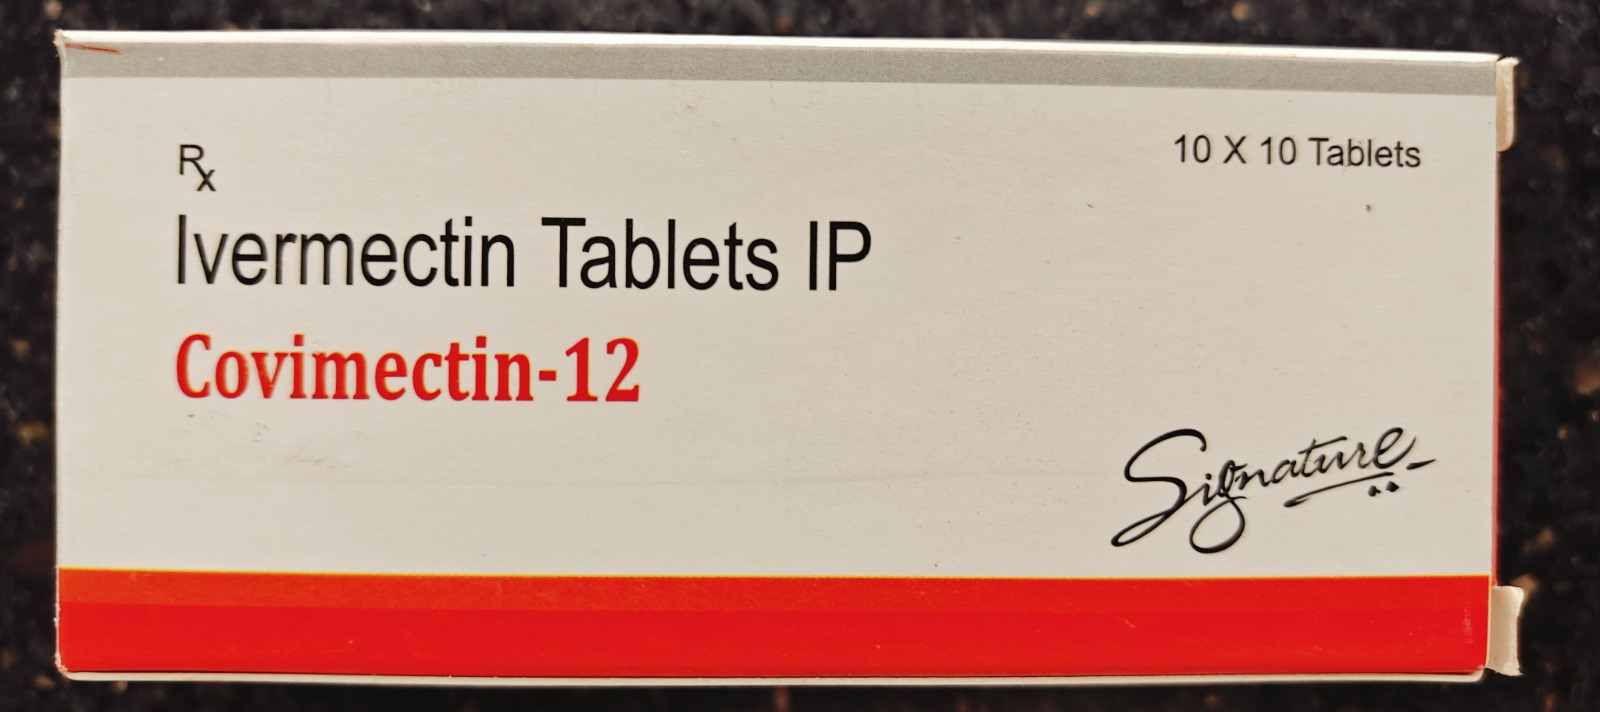 Rx
10 X 10 Tablets
Ivermectin Tablets IP
Covimectin-12
Signature